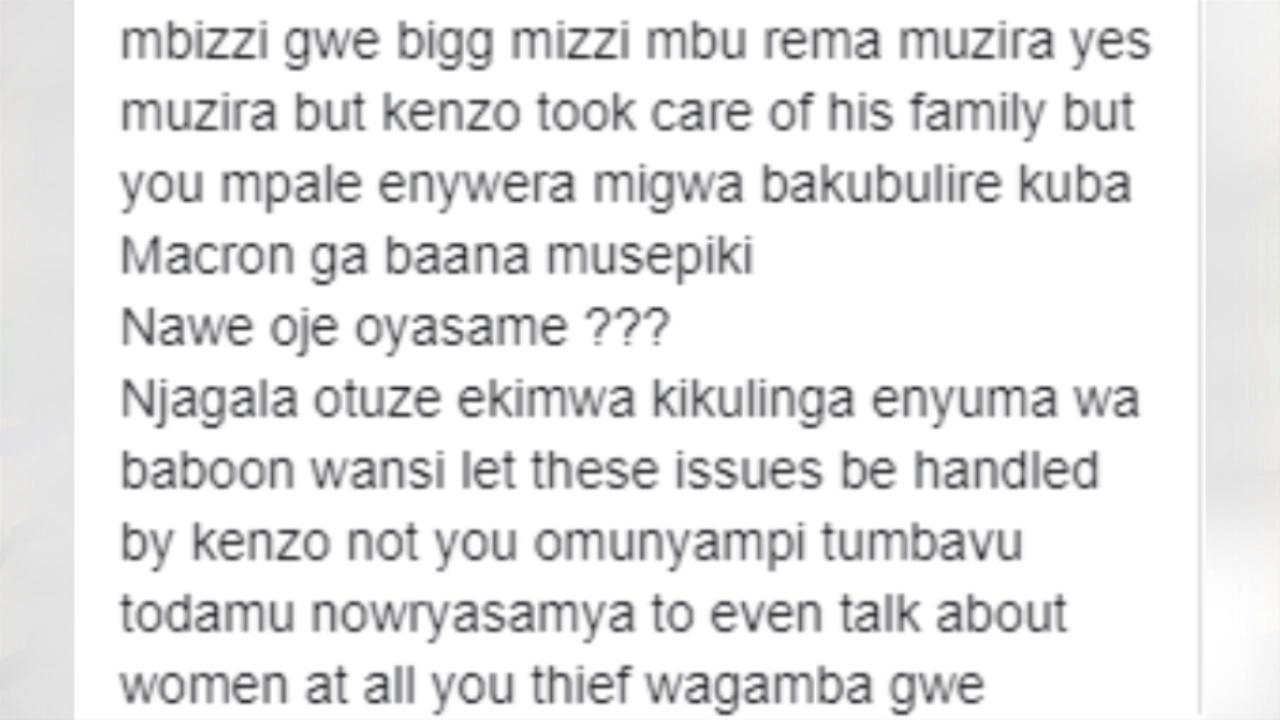 mbizzi gwe bigg mizzi mbu rema muzira yes
muzira but kenzo took care of his family but
you mpale enywera migwa bakubulire kuba
Macron ga baana musepiki
Nawe oje oyasame ???
Njagala otuze ekimwa kikulinga enyuma wa
baboon wansi let these issues be handled
by kenzo not you omunyampi tumbavu
todamu nowryasamya to even talk about
women at all you thief wagamba gwe